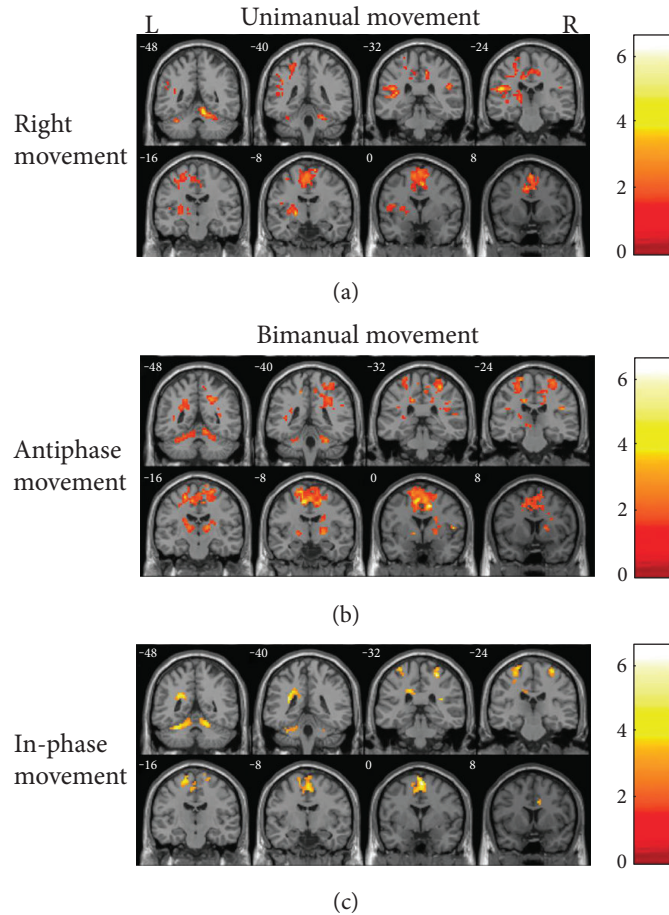 L
Unimanual movement
R
Right
movement
-48
-40
-32
-24
-16
-8
0
8
6
4
2
0
(a)
Bimanual movement
Antiphase
movement
-48
-40
-32
-24
-16
-8
0
8
6
4
2
0
(b)
In-phase
movement
-48
-40
-32
-24
-16
-8
0
8
6
4
2
0
(c)